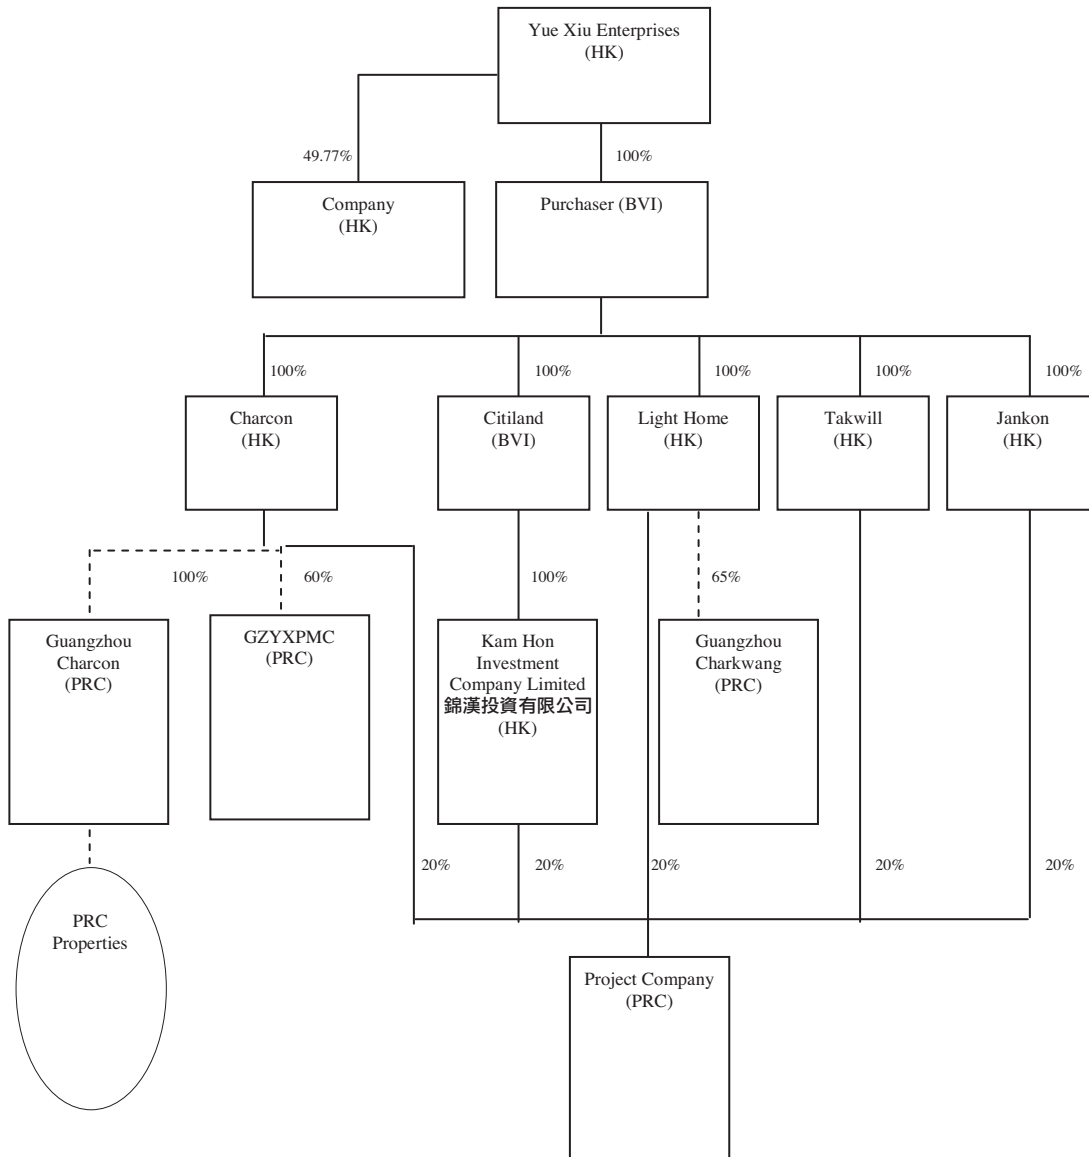 Yue Xiu Enterprises
(HK)
49.77%
100%
Company
(HK)
Purchaser (BVI)
100%
100%
100%
100%
100%
Charcon
(HK)
Citiland
(BVI)
Light Home
(HK)
Takwill
(HK)
Jankon
(HK)
100%
60%
100%
65%
Guangzhou
Charcon
(PRC)
GZYXPMC
(PRC)
Kam Hon
Investment
Company Limited
錦漢投資有限公司
(HK)
Guangzhou
Charkwang
(PRC)
20%
20%
20%
20%
20%
PRC
Properties
Project Company
(PRC)